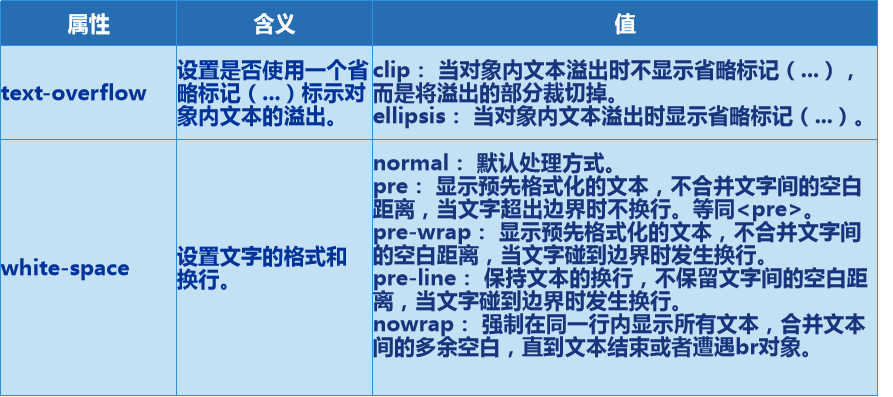 属性
含义
值
text-overflow
设置是否使用一个省
略标记（...）标示对
象内文本的溢出。
clip： 当对象内文本溢出时不显示省略标记（...），
而是将溢出的部分裁切掉。
ellipsis： 当对象内文本溢出时显示省略标记（...）。
white-space
设置文字的格式和
换行。
normal： 默认处理方式。
pre： 显示预先格式化的文本，不合并文字间的空白
距离，当文字超出边界时不换行。等同<pre>。
pre-wrap： 显示预先格式化的文本，不合并文字间
的空白距离，当文字碰到边界时发生换行。
pre-line： 保持文本的换行，不保留文字间的空白距
离，当文字碰到边界时发生换行。
nowrap： 强制在同一行内显示所有文本，合并文本
间的多余空白，直到文本结束或者遭遇br对象。